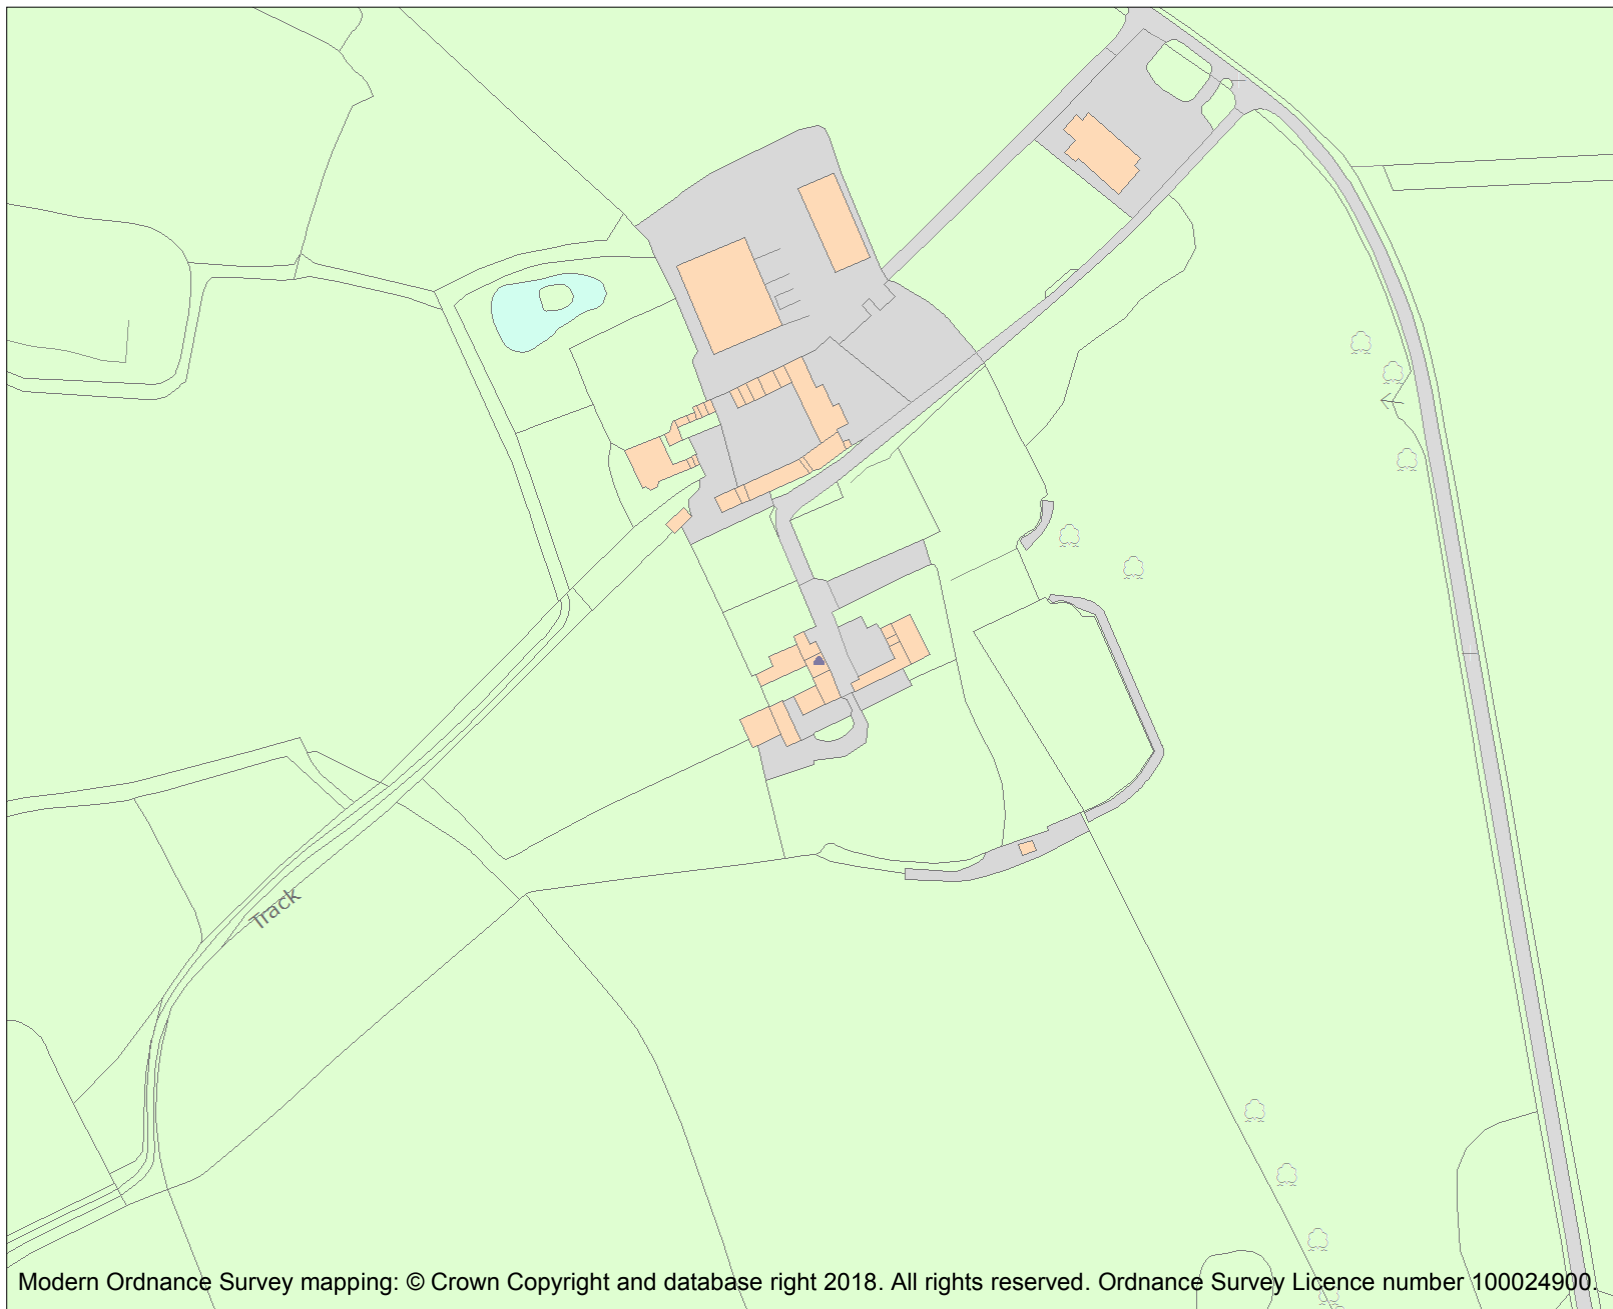 Track
Modern Ordnance Survey mapping: © Crown Copyright and database right 2018. All rights reserved. Ordnance Survey Licence number 100024900.